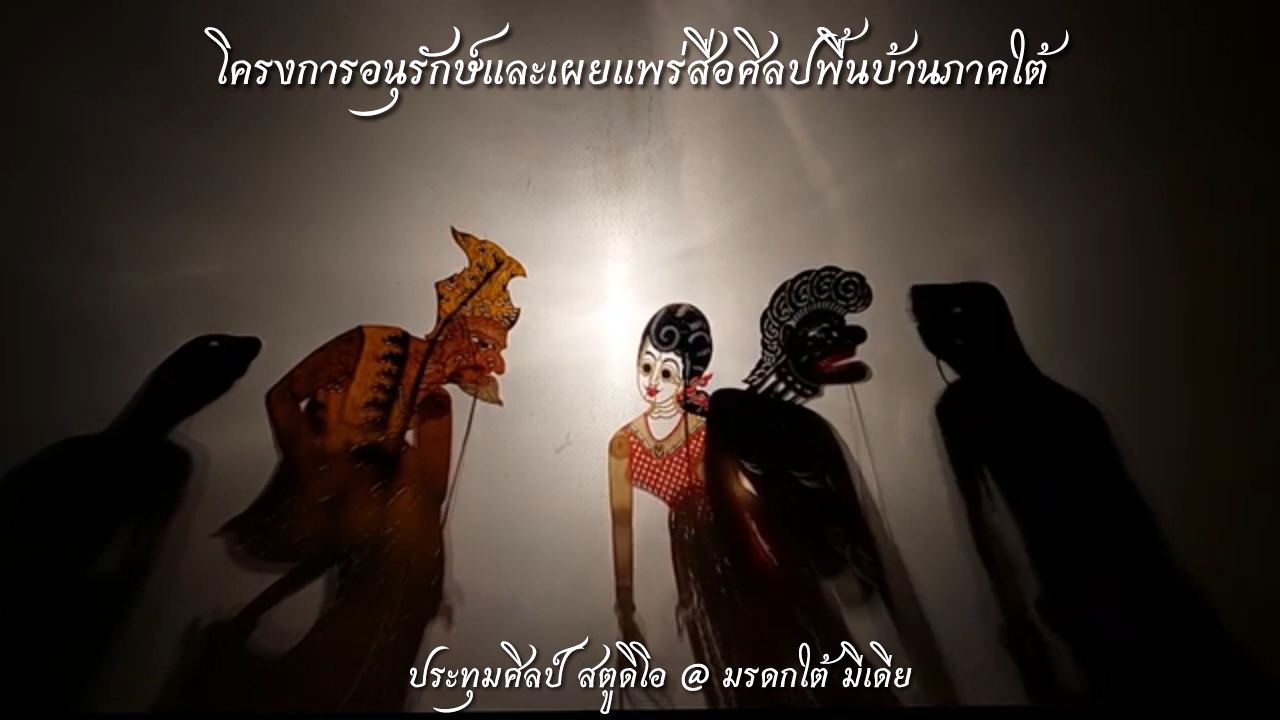 โครงการอนุรักษ์และเผยแพร่สื่อศิลปพื้นบ้านภาคใต้
ประทุมศิลป์ สตูดิโอ @ มรดกใต้ มีเดีย